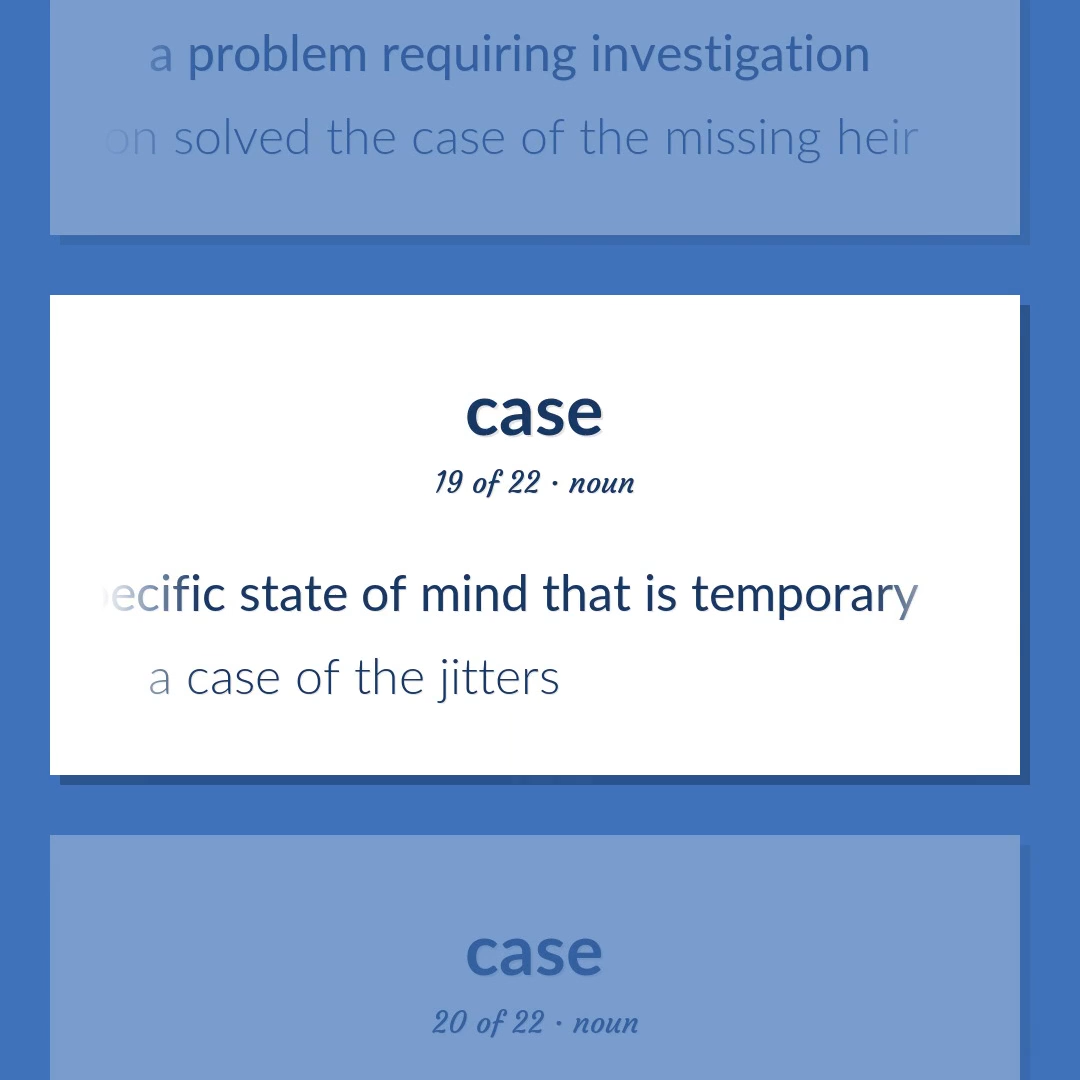 a problem requiring investigation
on solved the case of the missing heir
case
19 of 22 · noun
ecific state of mind that is temporary
a case of the jitters
case
20 of 22 · noun